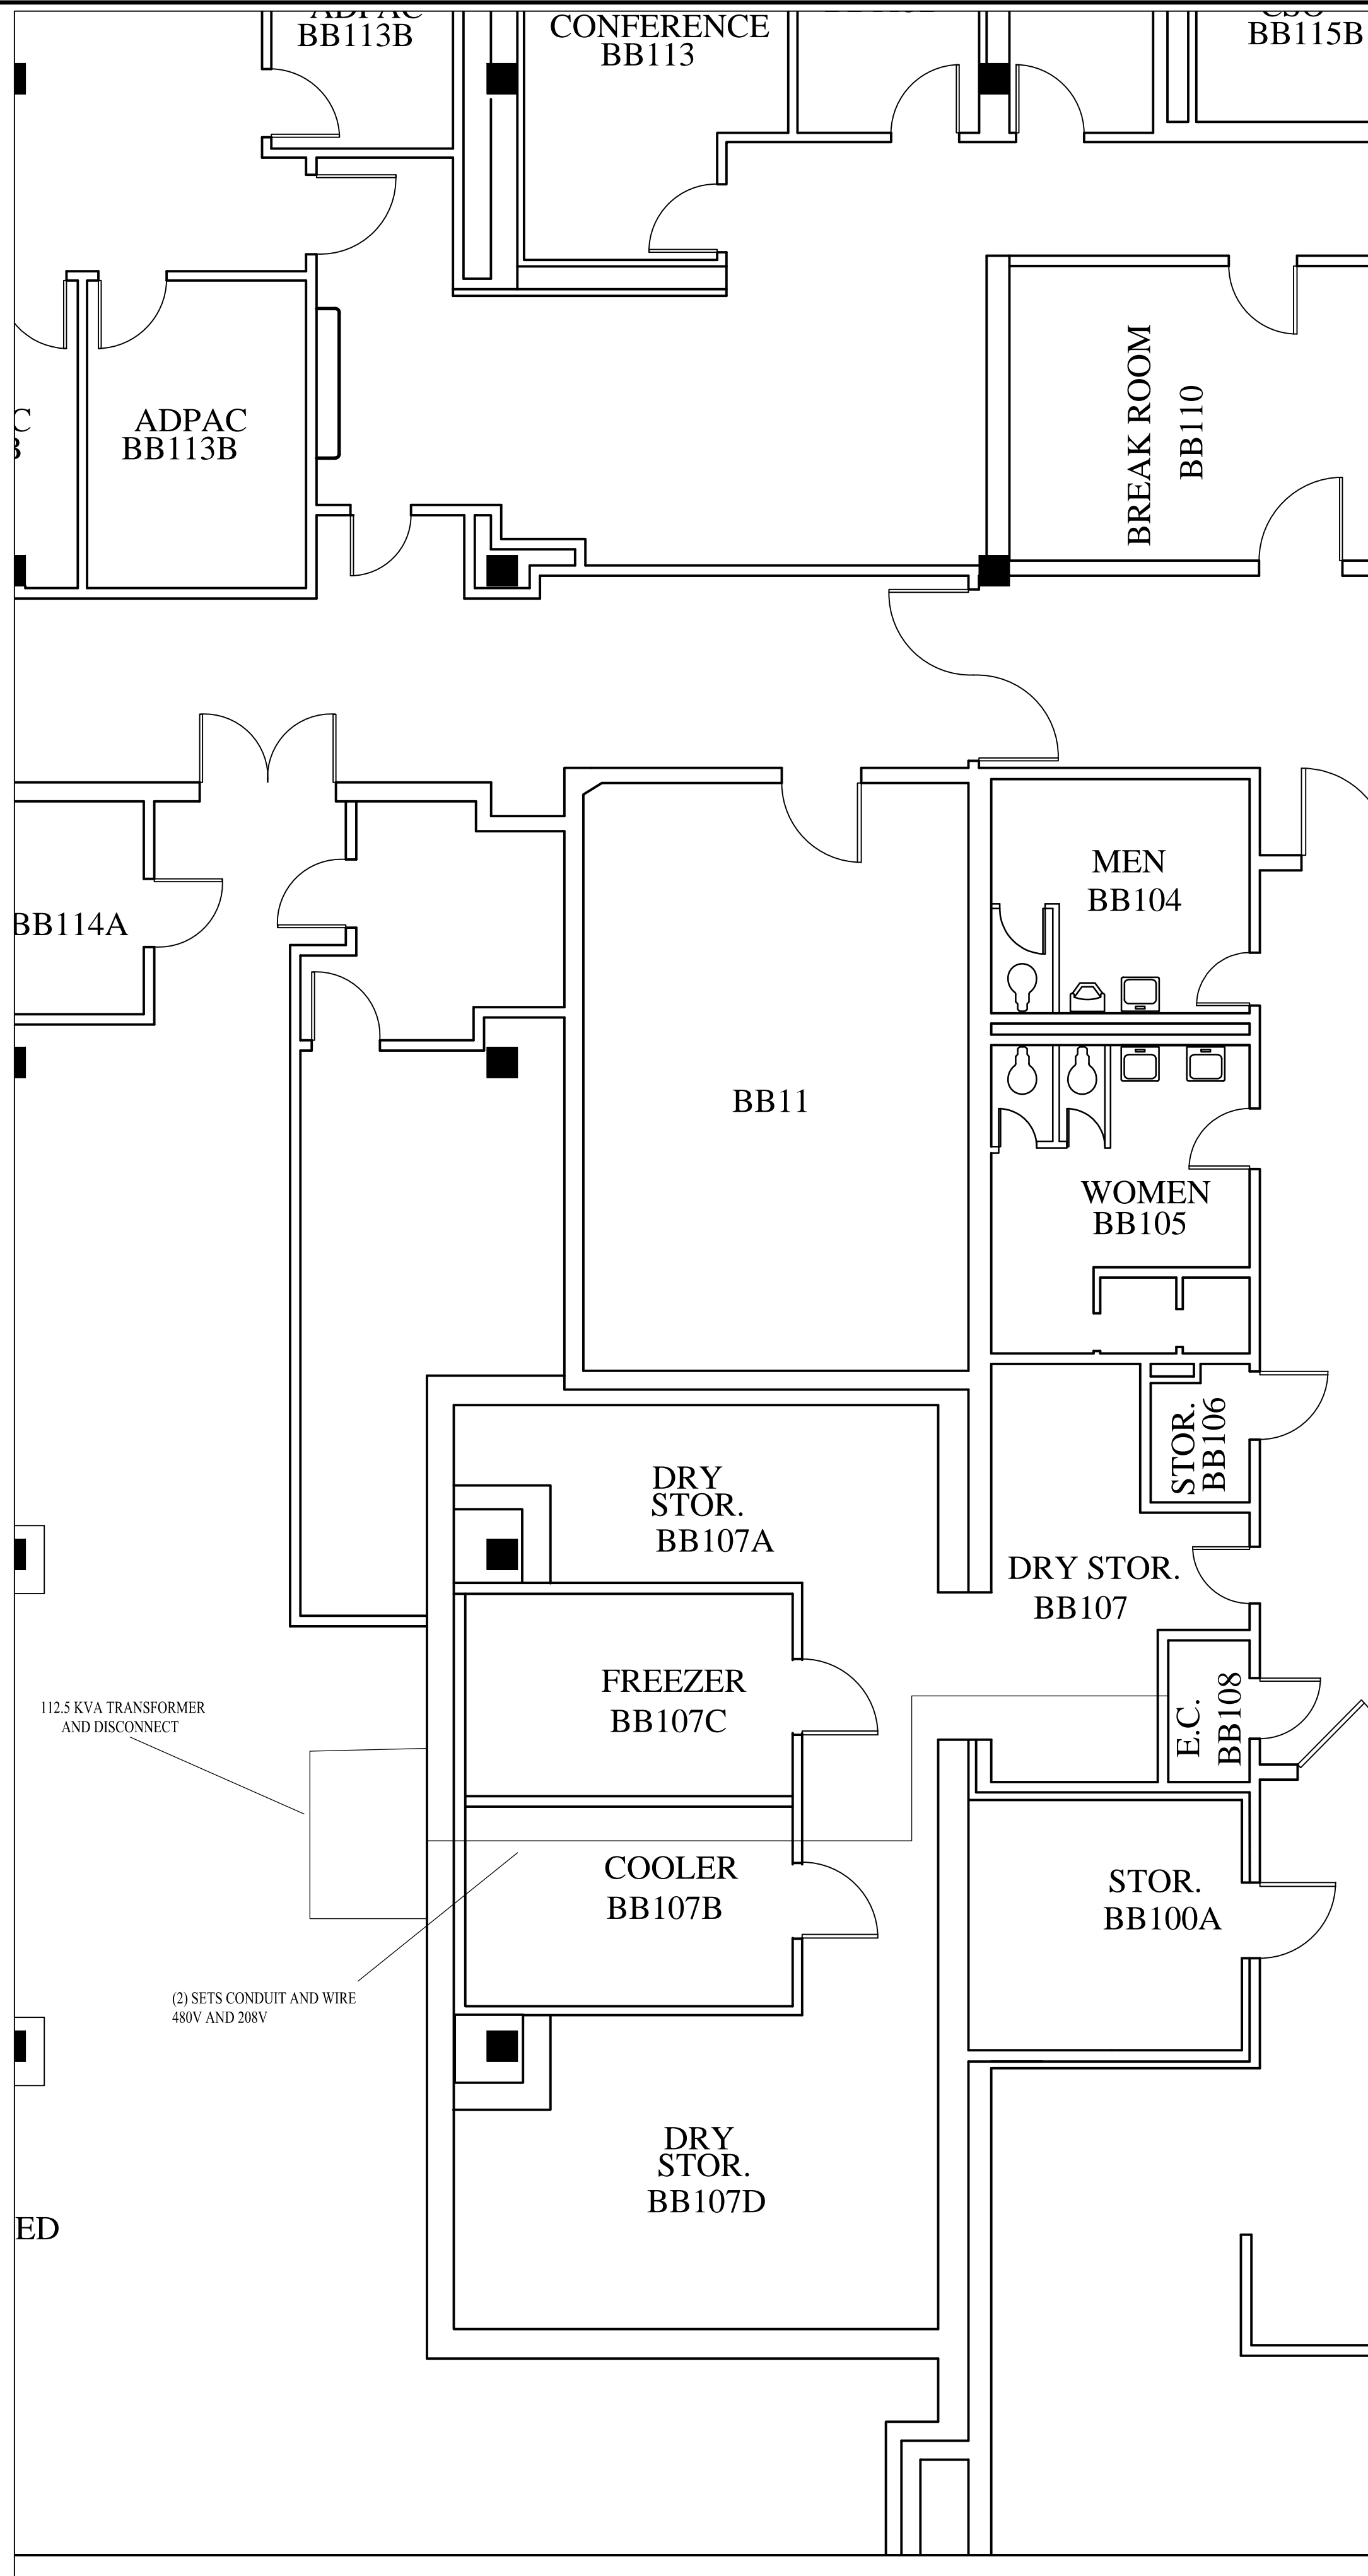 BB113B
CONFERENCE
BB113
BB115B
ADPAC
BB113B
BREAK ROOM
BB110
MEN
BB104
BB114A
BB11
WOMEN
BB105
STOR.
BB106
DRY
STOR.
BB107A
DRY STOR.
BB107
FREEZER
BB107C
E.C.
BB108
112.5 KVA TRANSFORMER
AND DISCONNECT
COOLER
BB107B
STOR.
BB100A
(2) SETS CONDUIT AND WIRE
480V AND 208V
DRY
STOR.
BB107D
ED